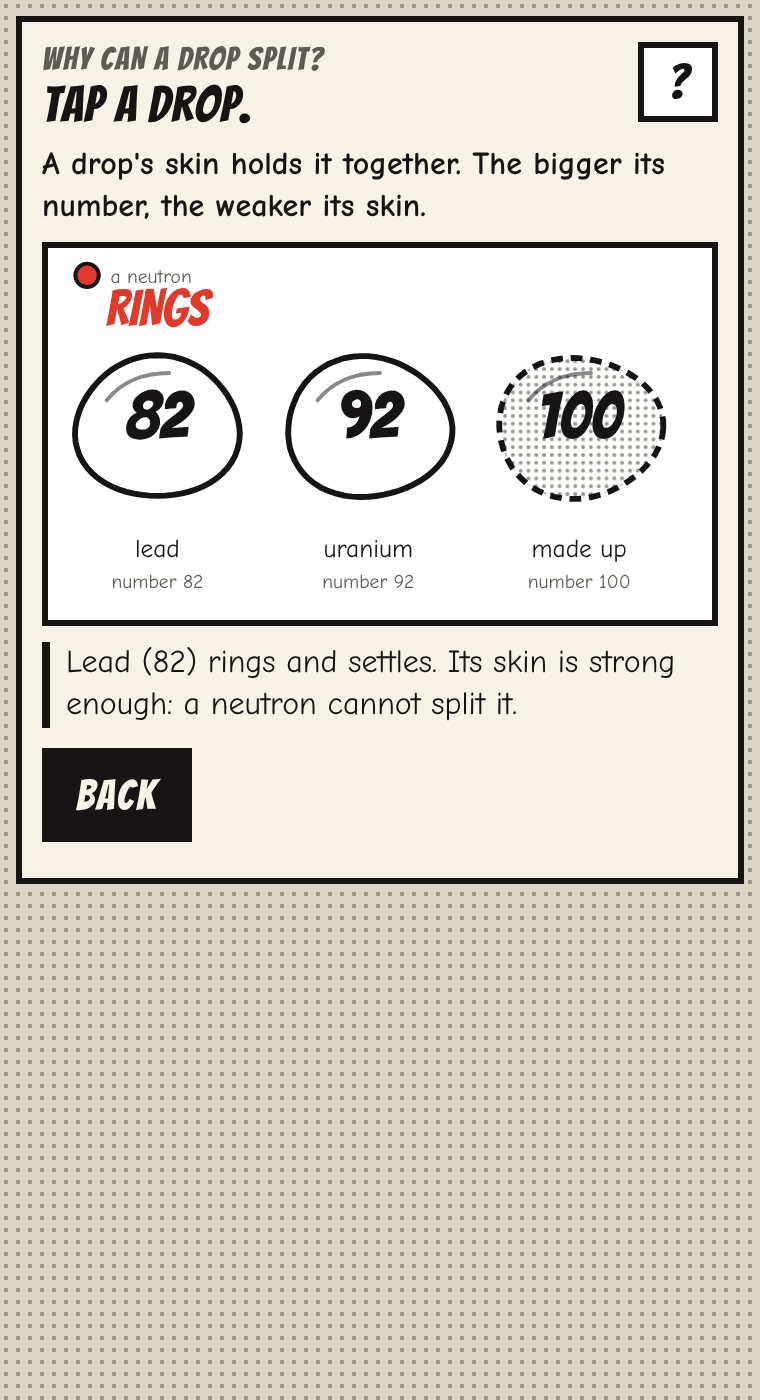 WHY CAN A DROP SPLIT?
TAP A DROP.
?
A drop's skin holds it together. The bigger its
number, the weaker its skin.
a neutron
RINGS
82
92
100
lead
uranium
made up
number 82
number 92
number 100
Lead (82) rings and settles. Its skin is strong
enough: a neutron cannot split it.
BACK